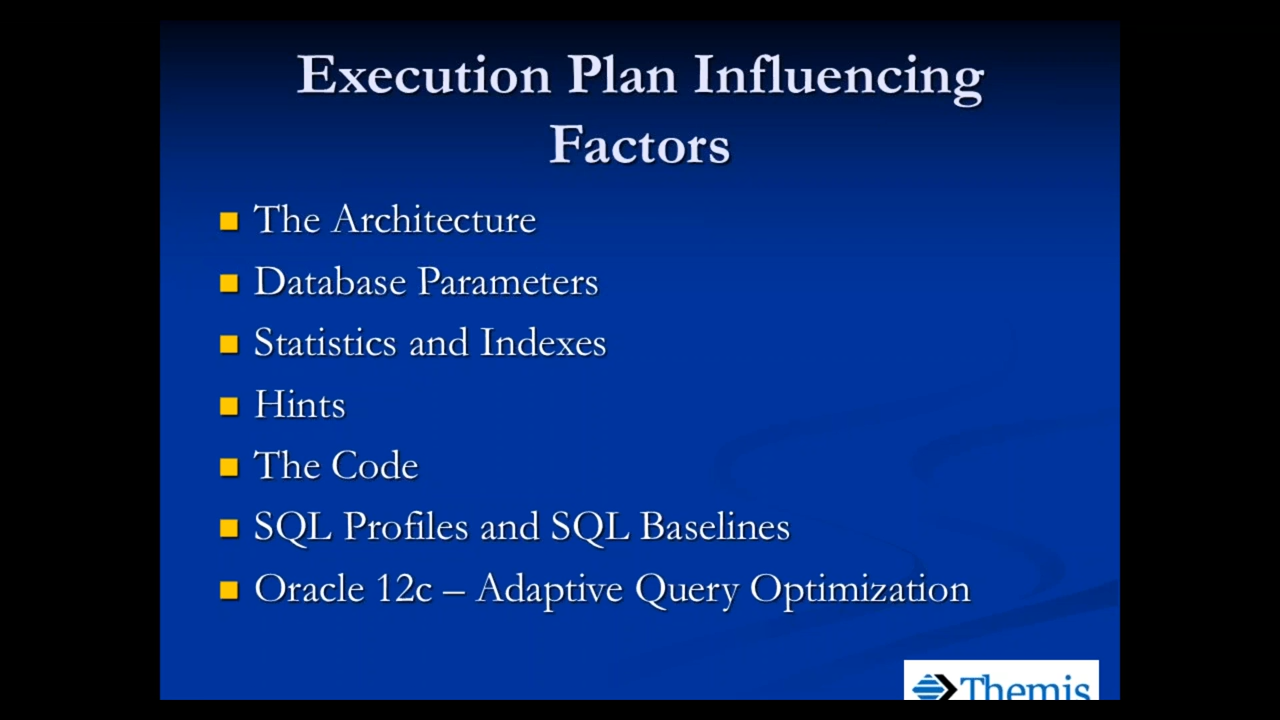 Execution Plan Influencing
Factors
The Architecture
Database Parameters
Statistics and Indexes
Hints
The Code
SQL Profiles and SQL Baselines
Oracle 12c – Adaptive Query Optimization
Themis